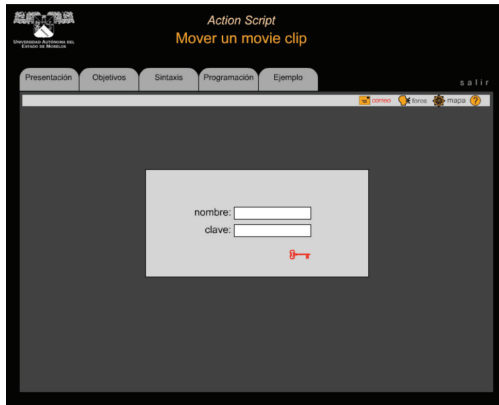 Action Script
Mover un movie clip
Universidad Autónoma del
Estado de Morelos
Presentación Objetivos Sintaxis Programación Ejemplo
salir
correo foros mapa ?
nombre:
clave: